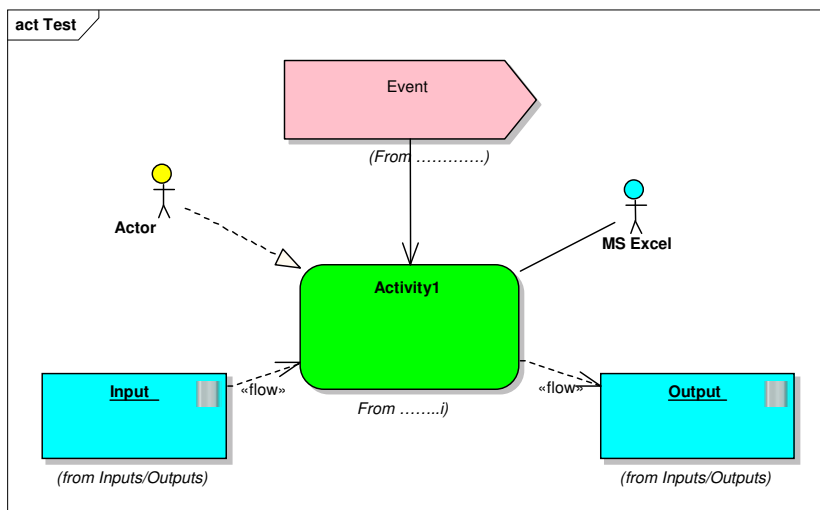 act Test
Event
(From ………….)
Actor
MS Excel
Activity1
Input
«flow»
«flow»
Output
From ……..i)
(from Inputs/Outputs)
(from Inputs/Outputs)